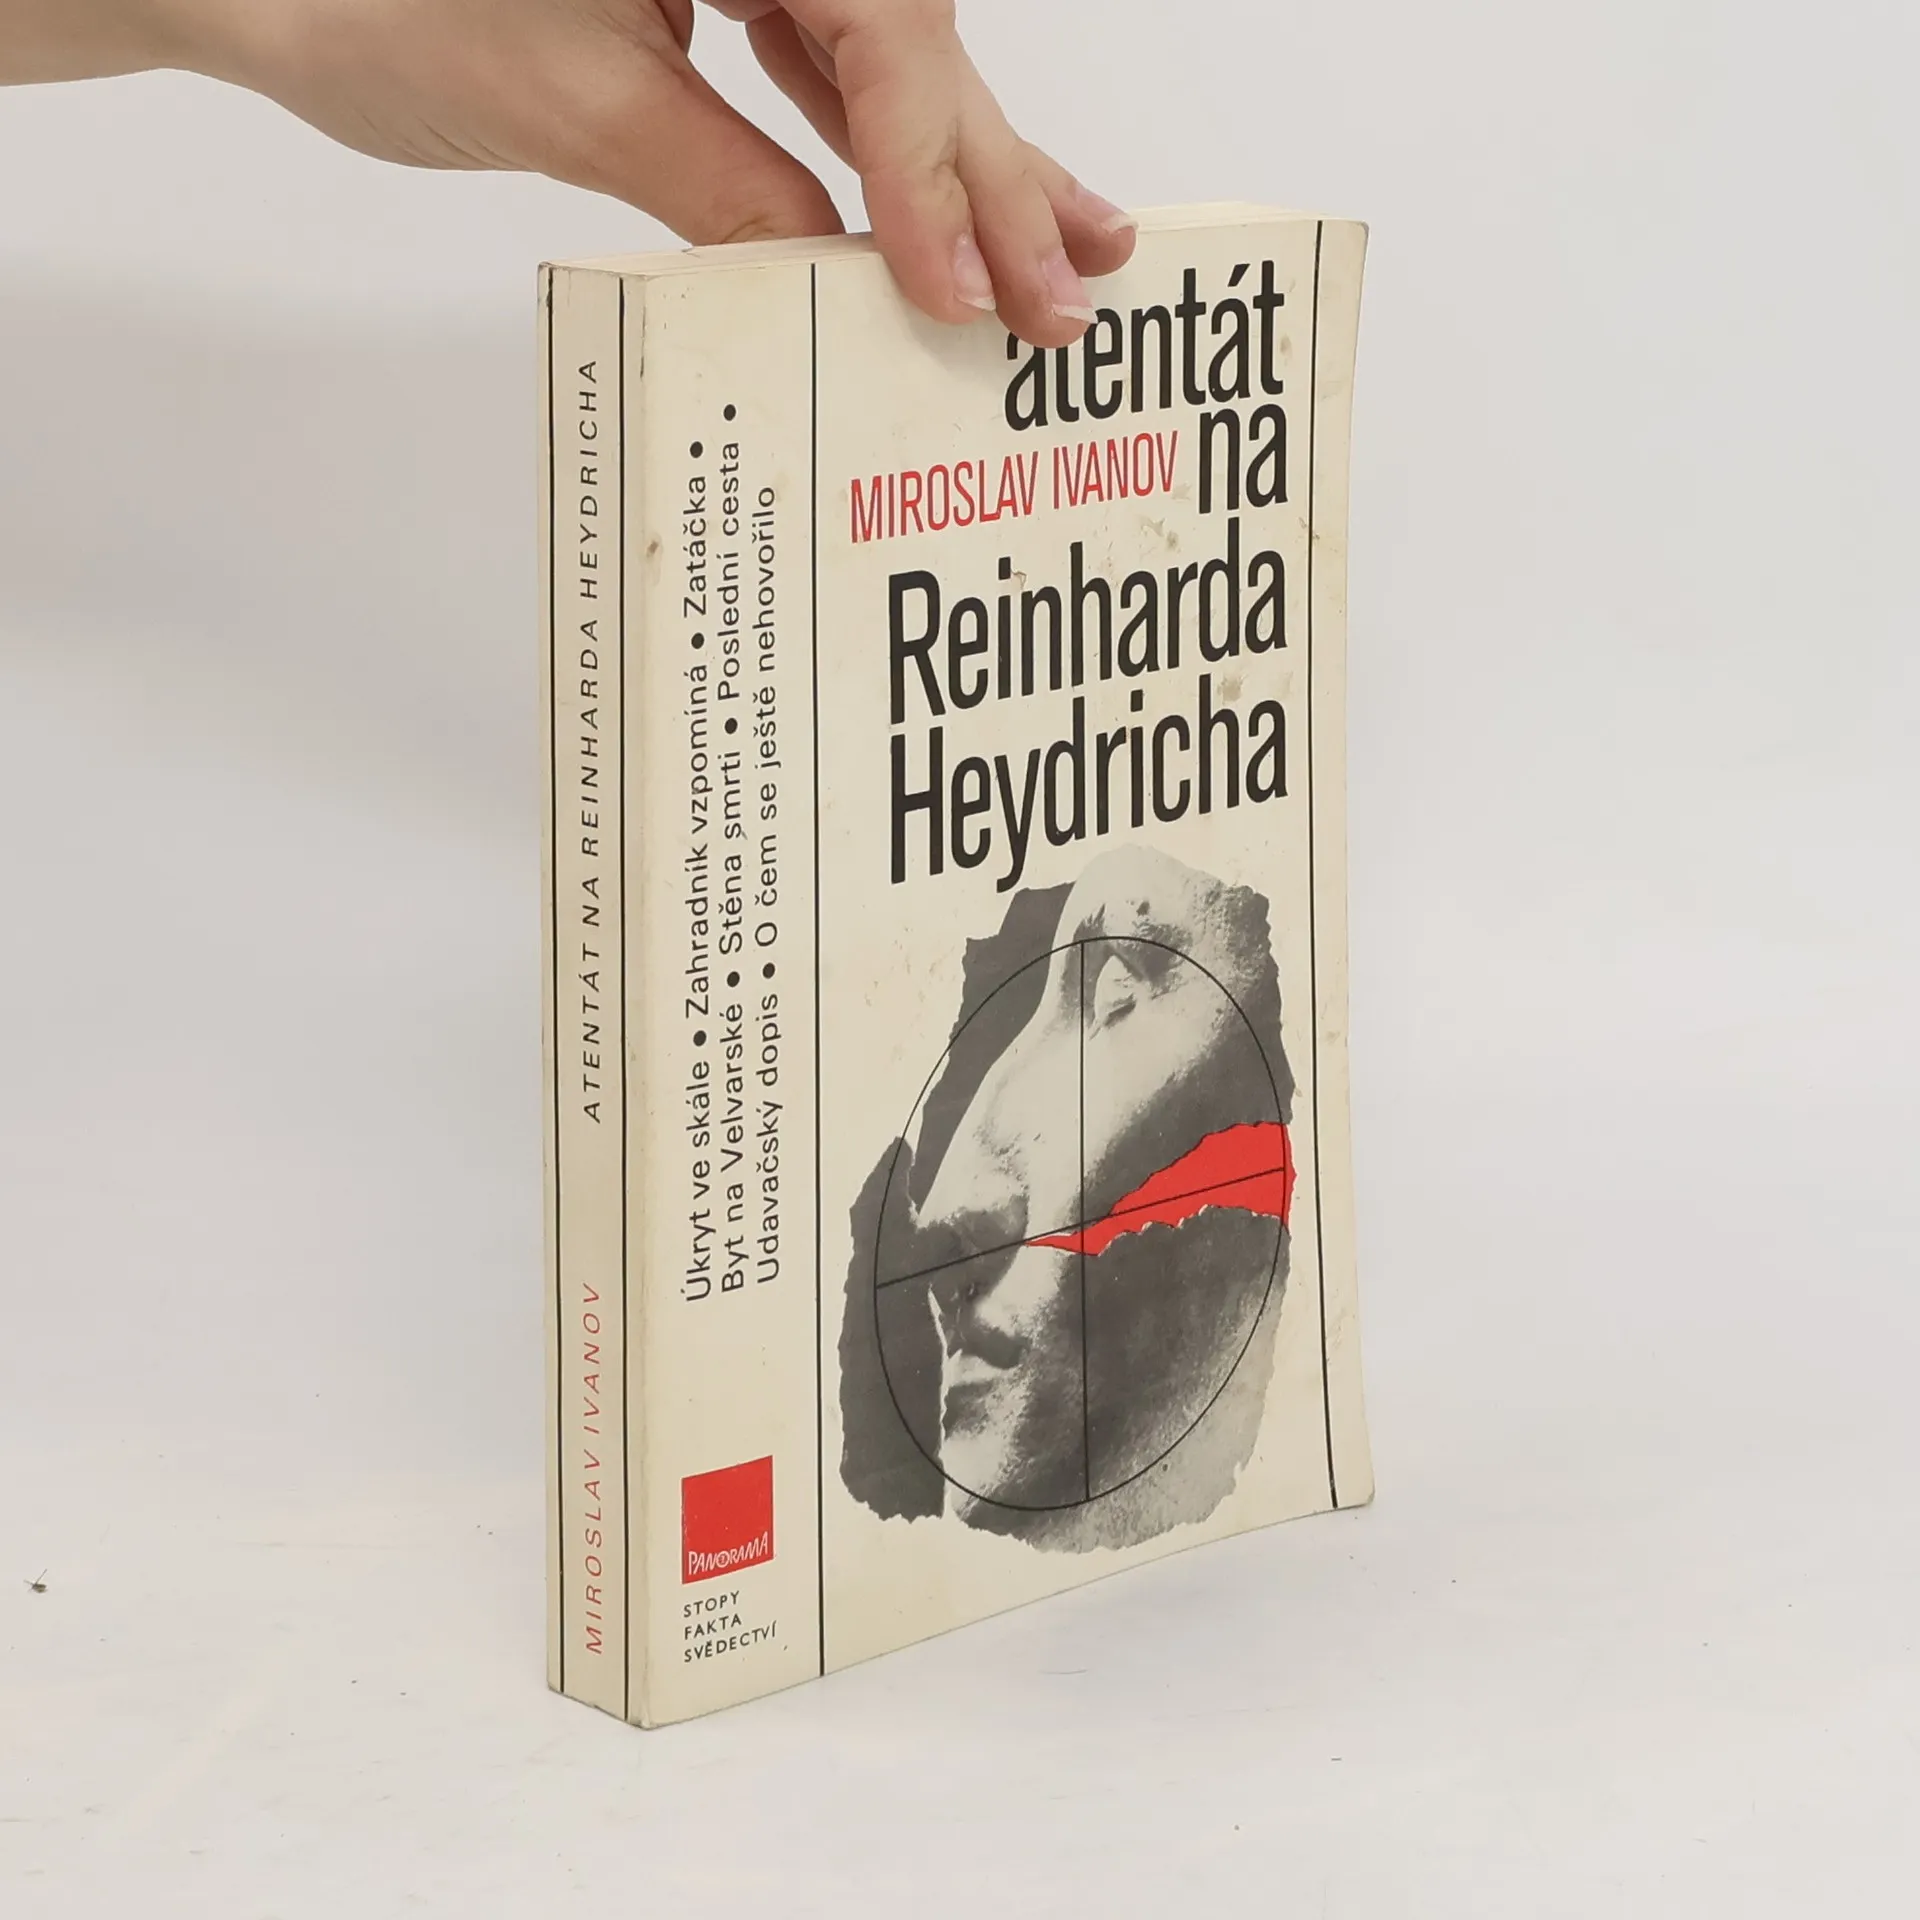 atentát
MIROSLAV IVANOV na
Reinharda
Heydricha
Úkryt ve skále ● Zahradník vzpomíná ● Zatáčka ●
Byt na Velvarské ● Stěna smrti ● Poslední cesta ●
Udavačský dopis ● O čem se ještě nehovořilo
PANORAMA
STOPY
FAKTA
SVĚDECTVÍ
MIROSLAV IVANOV ATENTÁT NA REINHARDA HEYDRICHA